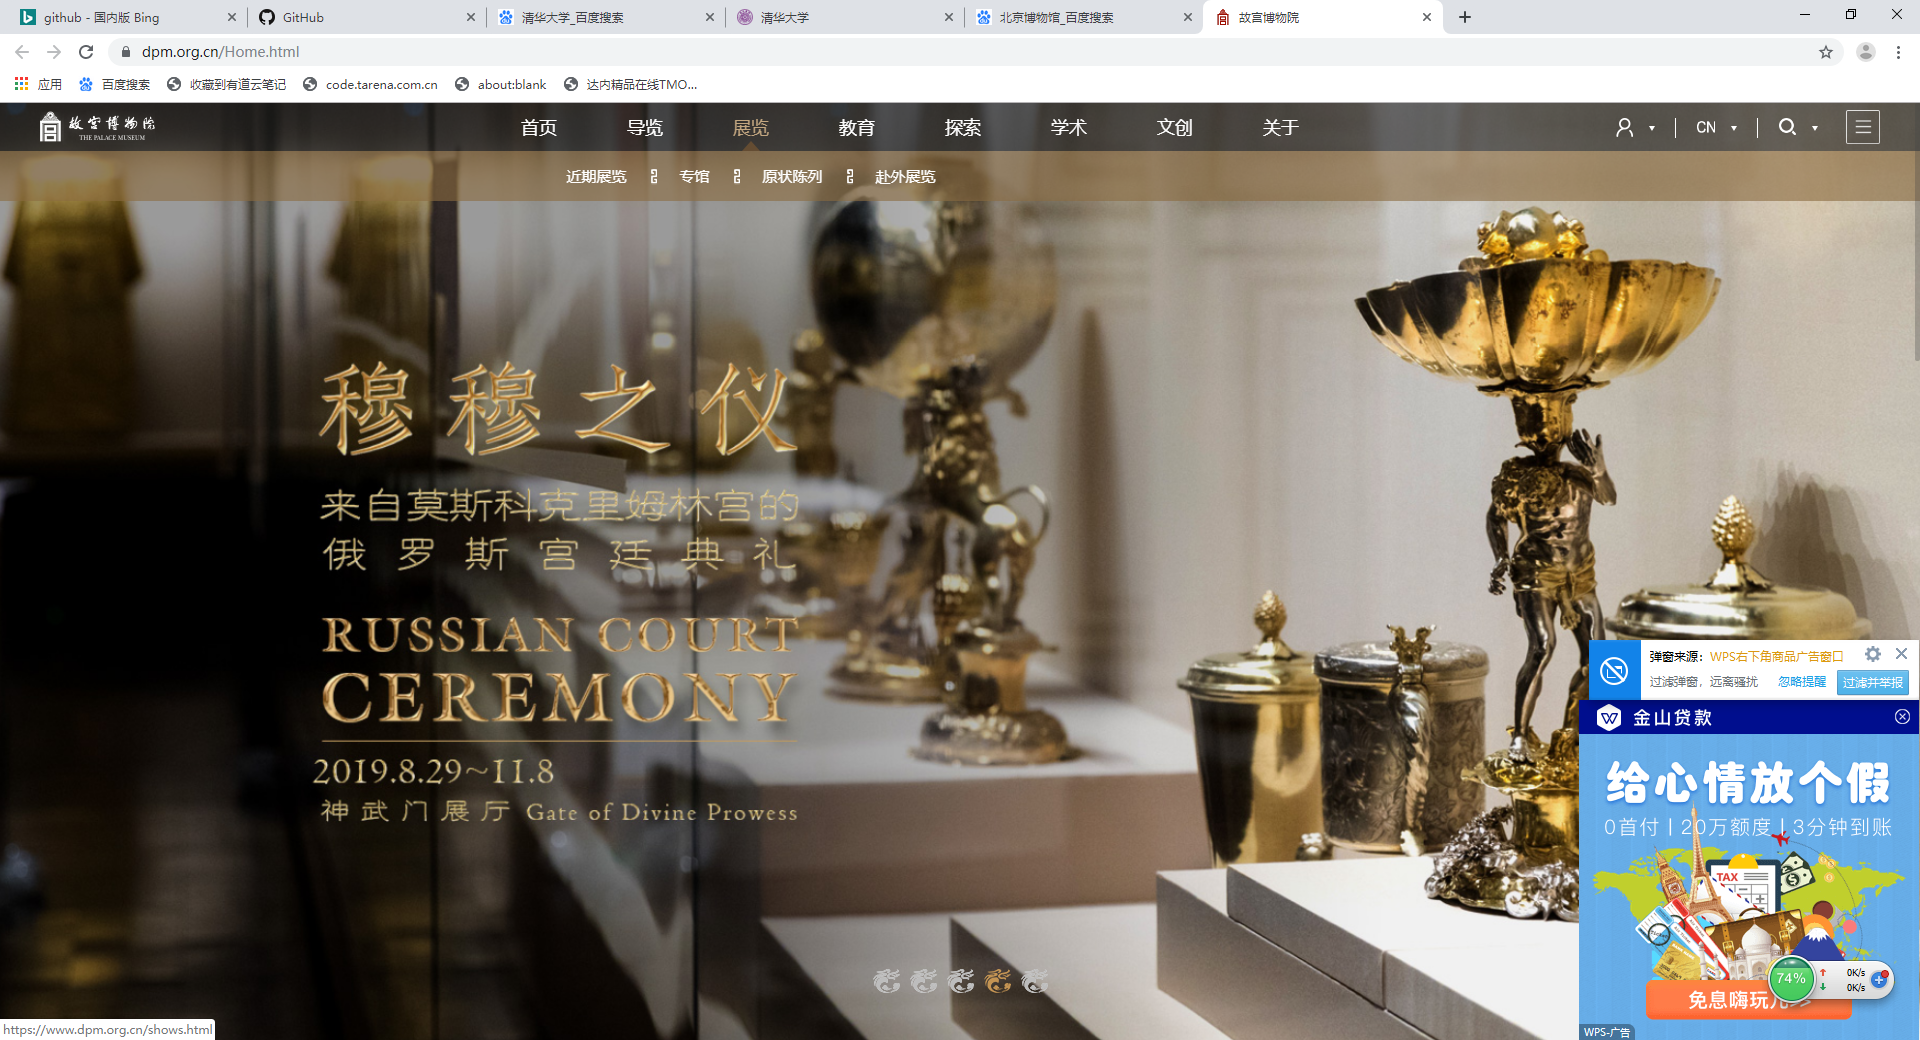 github - 国内版 Bing
GitHub
清华大学_百度搜索
清华大学
北京博物馆_百度搜索
故宫博物院
dpm.org.cn/Home.html
应用
百度搜索
收藏到有道云笔记
code.tarena.com.cn
about:blank
达内精品在线TMO...
故宫博物院
THE PALACE MUSEUM
首页
导览
展览
教育
探索
学术
文创
关于
CN
近期展览
专馆
原状陈列
赴外展览
穆穆之仪
来自莫斯科克里姆林宫的
俄罗斯宫廷典礼
RUSSIAN COURT
CEREMONY
2019.8.29~11.8
神武门展厅 Gate of Divine Prowess
弹窗来源：WPS右下角商品广告窗口
过滤弹窗，远离骚扰
忽略提醒
过滤并举报
金山贷款
给心情放个假
0首付 | 20万额度 | 3分钟到账
TAX
74%
0K/s
0K/s
免息嗨玩
WPS-广告
https://www.dpm.org.cn/shows.html